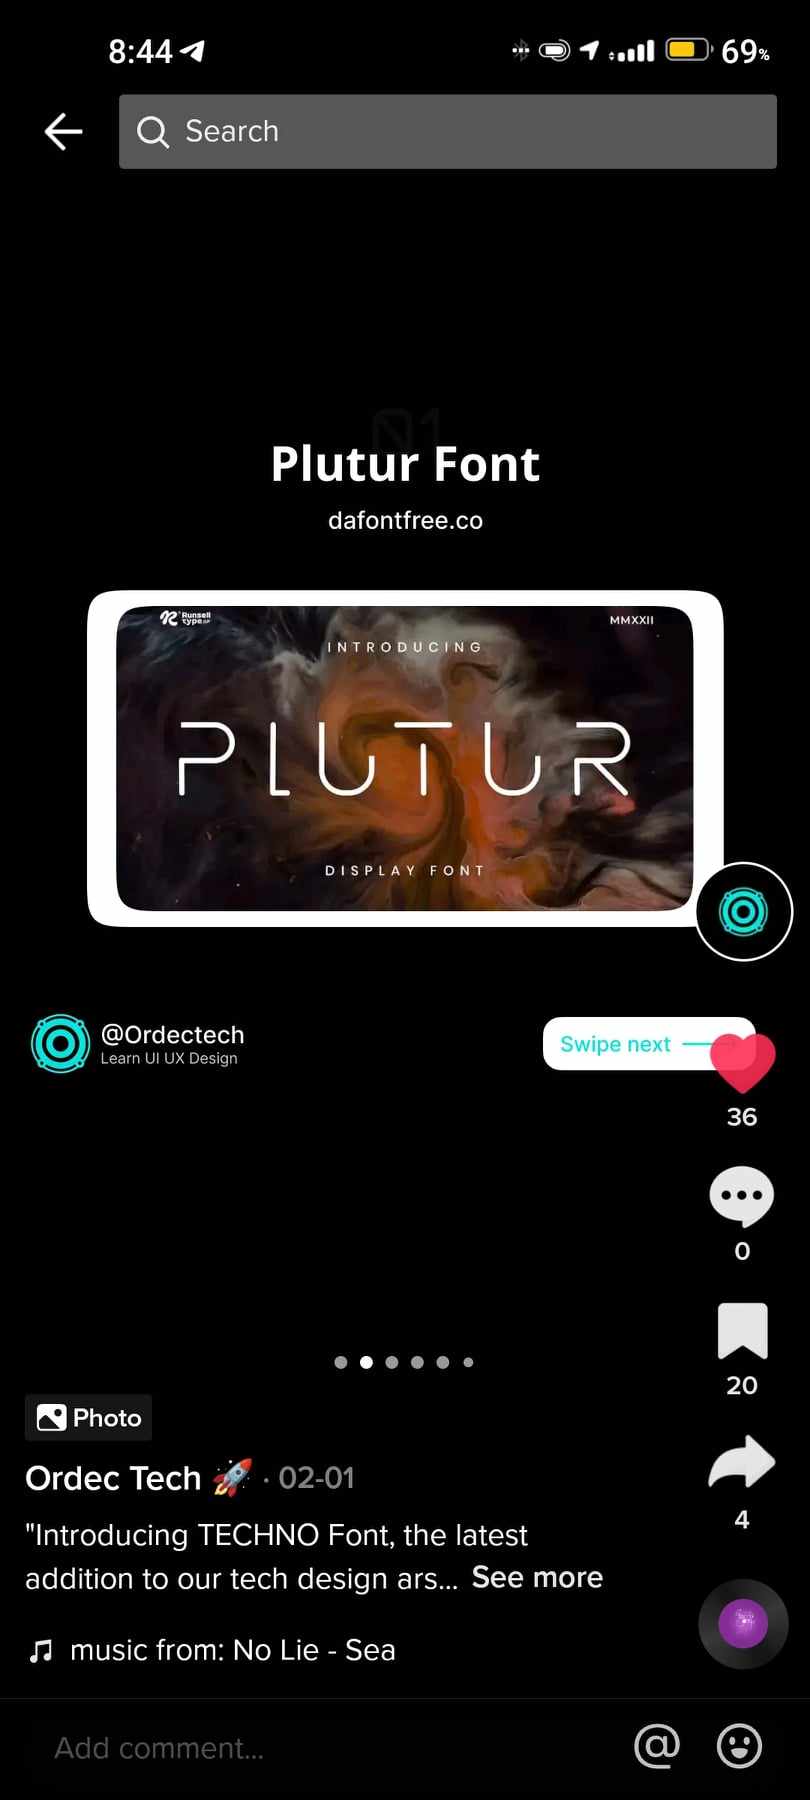 8:44
69%
Search
01
Plutur Font
dafontfree.co
Runsell
Type
MMXXII
INTRODUCING
PLUTUR
DISPLAY FONT
@Ordectech
Learn UI UX Design
Swipe next
36
0
20
Photo
Ordec Tech 🚀 · 02-01
4
"Introducing TECHNO Font, the latest
addition to our tech design ars... See more
music from: No Lie - Sea
Add comment...